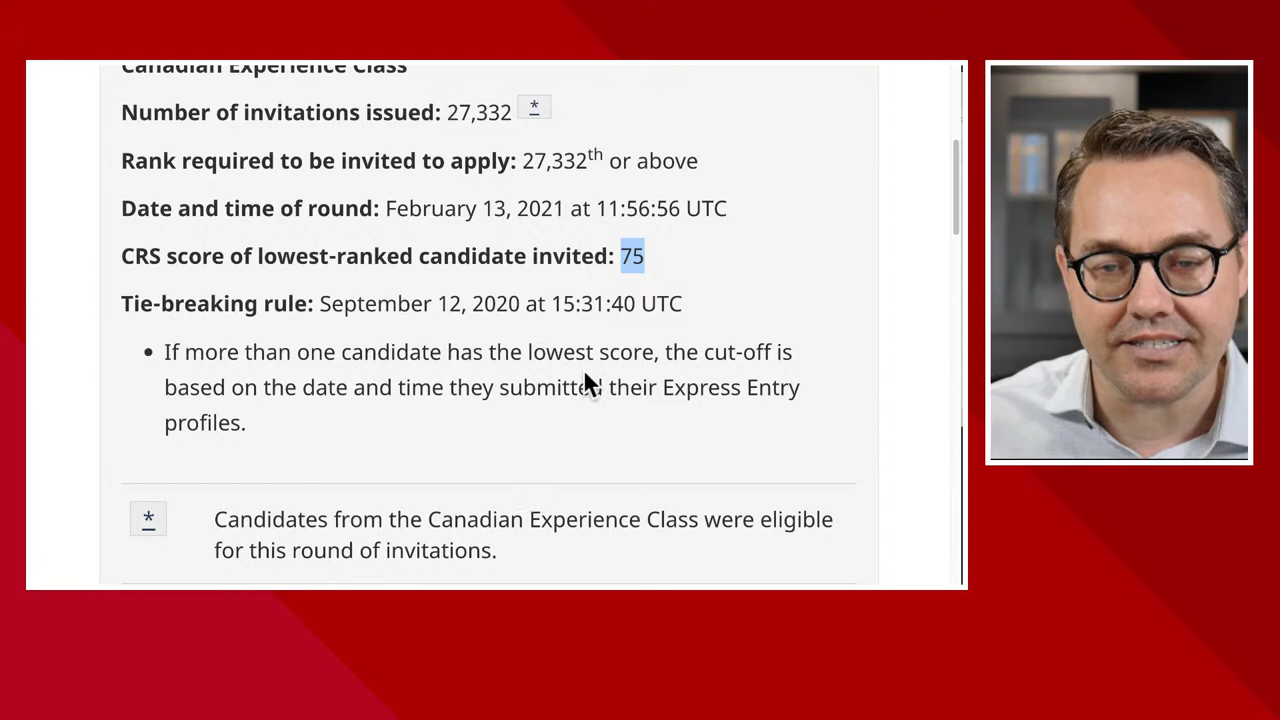 Canadian Experience Class
Number of invitations issued: 27,332 *
Rank required to be invited to apply: 27,332th or above
Date and time of round: February 13, 2021 at 11:56:56 UTC
CRS score of lowest-ranked candidate invited: 75
Tie-breaking rule: September 12, 2020 at 15:31:40 UTC
• If more than one candidate has the lowest score, the cut-off is
based on the date and time they submitted their Express Entry
profiles.
* Candidates from the Canadian Experience Class were eligible
for this round of invitations.